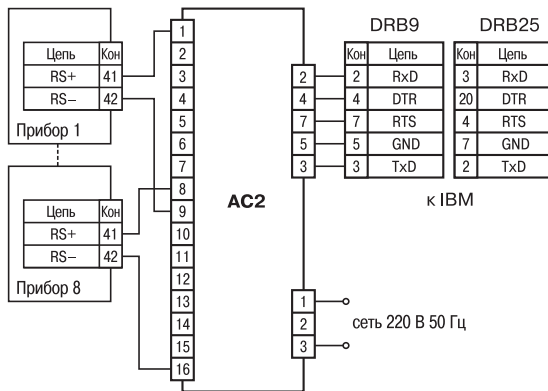 DRB9 DRB25
Цепь Кон
RS+ 41
RS– 42
Прибор 1
Цепь Кон
RS+ 41
RS– 42
Прибор 8
1
2
3
4
5
6
7
8
9
10
11
12
13
14
15
16
АС2
2
4
7
5
3
Кон Цепь
2 RxD
4 DTR
7 RTS
5 GND
3 TxD
Кон Цепь
3 RxD
20 DTR
4 RTS
7 GND
2 TxD
к IBM
1
2
3
сеть 220 В 50 Гц